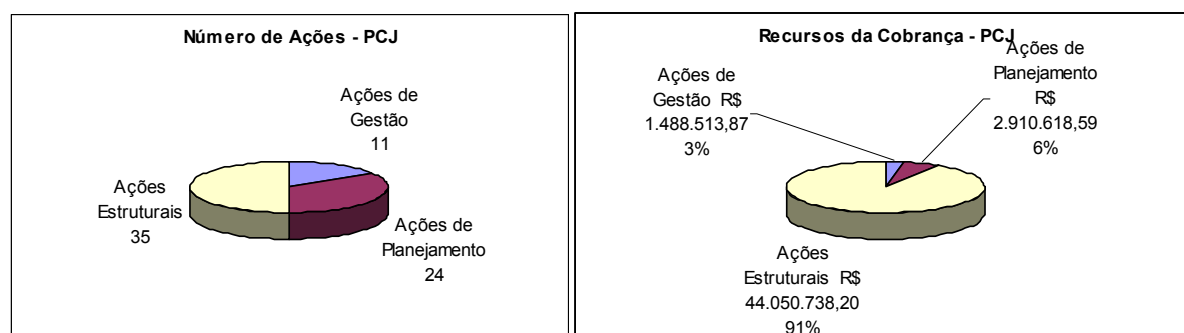 Número de Ações - PCJ
Ações de
Gestão
11
Ações
Estruturais
35
Ações de
Planejamento
24
Recursos da Cobrança - PCJ
Ações de
Gestão R$
1.488.513,87
3%
Ações de
Planejamento
R$
2.910.618,59
6%
Ações
Estruturais R$
44.050.738,20
91%